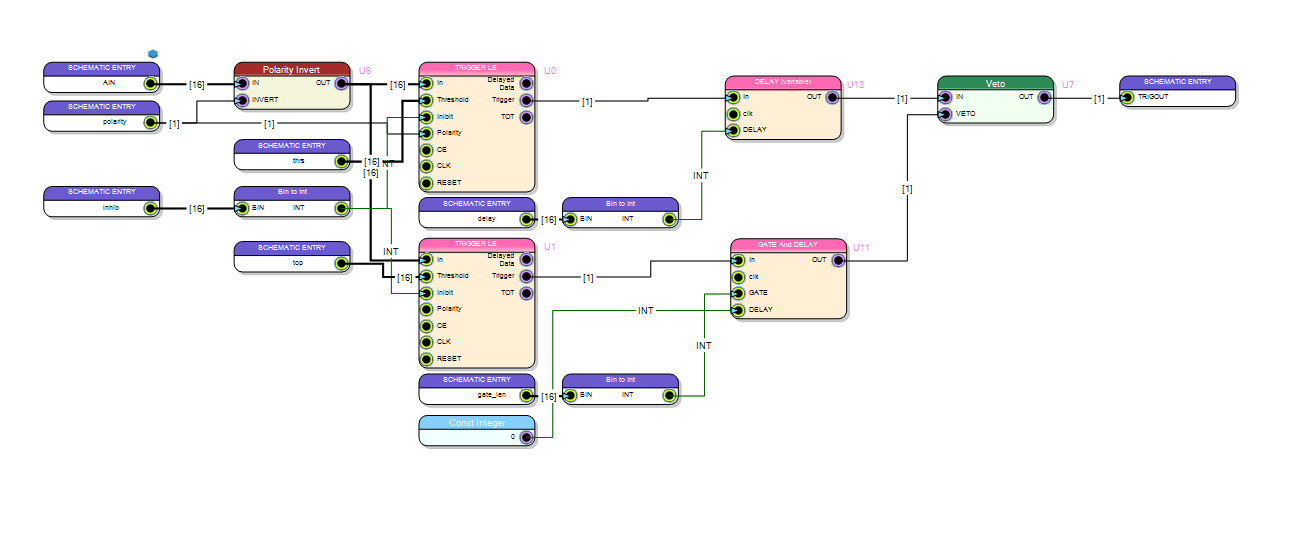 SCHEMATIC ENTRY
AIN
[16]
Polarity Invert
IN
OUT
INVERT
U6
[16]
SCHEMATIC ENTRY
polarity
[1]
[1]
SCHEMATIC ENTRY
thrs
[16]
[16]
NT
SCHEMATIC ENTRY
inhib
[16]
Bin to Int
BIN
INT
SCHEMATIC ENTRY
top
INT
[16]
TRIGGER LE
U0
In
Threshold
Inibit
Polarity
CE
CLK
RESET
Delayed
Data
Trigger
TOT
[1]
SCHEMATIC ENTRY
delay
[16]
Bin to Int
BIN
INT
INT
TRIGGER LE
U1
In
Threshold
Inibit
Polarity
CE
CLK
RESET
Delayed
Data
Trigger
TOT
[1]
SCHEMATIC ENTRY
gate_len
[16]
Bin to Int
BIN
INT
INT
Const Integer
0
INT
DELAY (variable)
U13
In
OUT
clk
DELAY
[1]
GATE And DELAY
U11
In
OUT
clk
GATE
DELAY
[1]
Veto
U7
IN
OUT
VETO
[1]
SCHEMATIC ENTRY
TRIGOUT